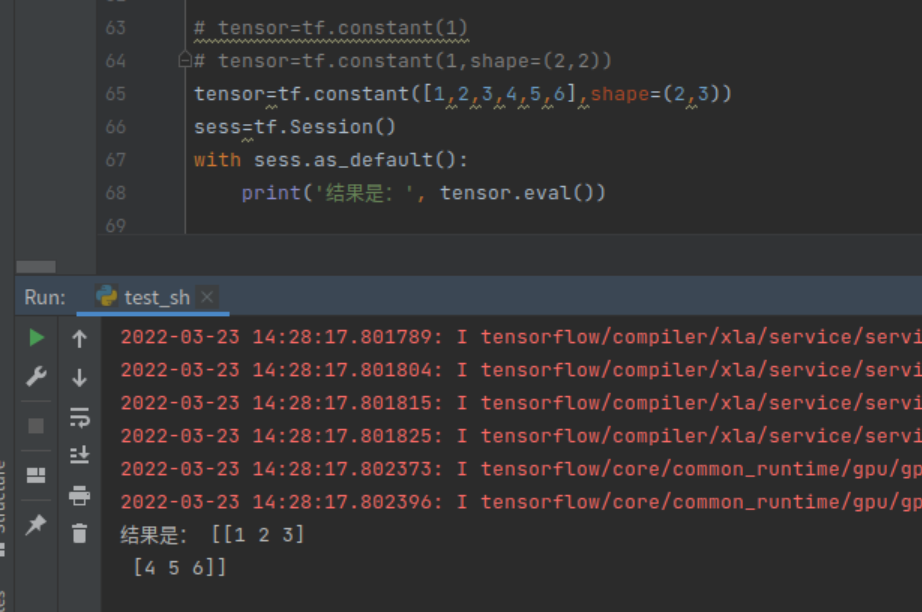 63 # tensor=tf.constant(1)
64 # tensor=tf.constant(1,shape=(2,2))
65 tensor=tf.constant([1,2,3,4,5,6],shape=(2,3))
66 sess=tf.Session()
67 with sess.as_default():
68 print('结果是：', tensor.eval())
69
Run: test_sh
2022-03-23 14:28:17.801789: I tensorflow/compiler/xla/service/servi
2022-03-23 14:28:17.801804: I tensorflow/compiler/xla/service/servi
2022-03-23 14:28:17.801815: I tensorflow/compiler/xla/service/servi
2022-03-23 14:28:17.801825: I tensorflow/compiler/xla/service/servi
2022-03-23 14:28:17.802373: I tensorflow/core/common_runtime/gpu/gp
2022-03-23 14:28:17.802396: I tensorflow/core/common_runtime/gpu/gp
结果是： [[1 2 3]
[4 5 6]]
Structure